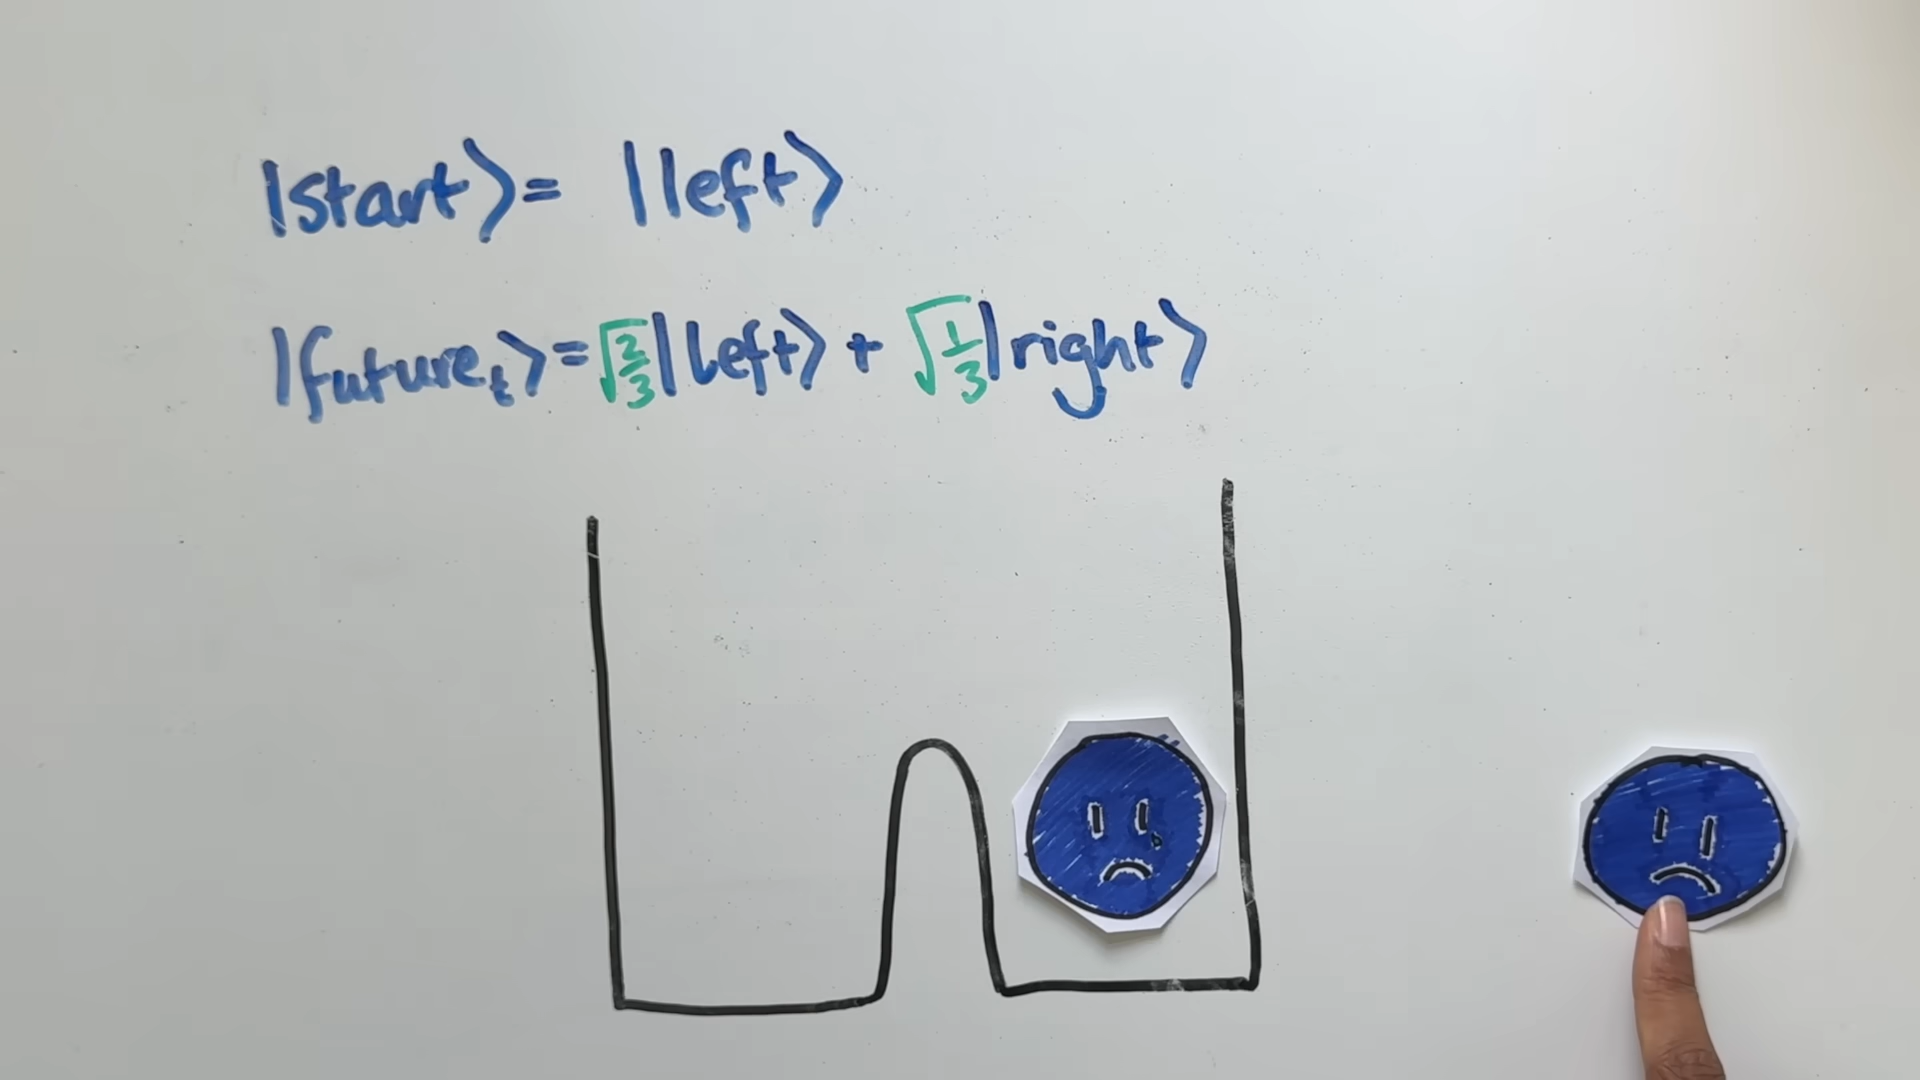 |start⟩= |left⟩
|future_t⟩=√2/3|left⟩ + √1/3|right⟩